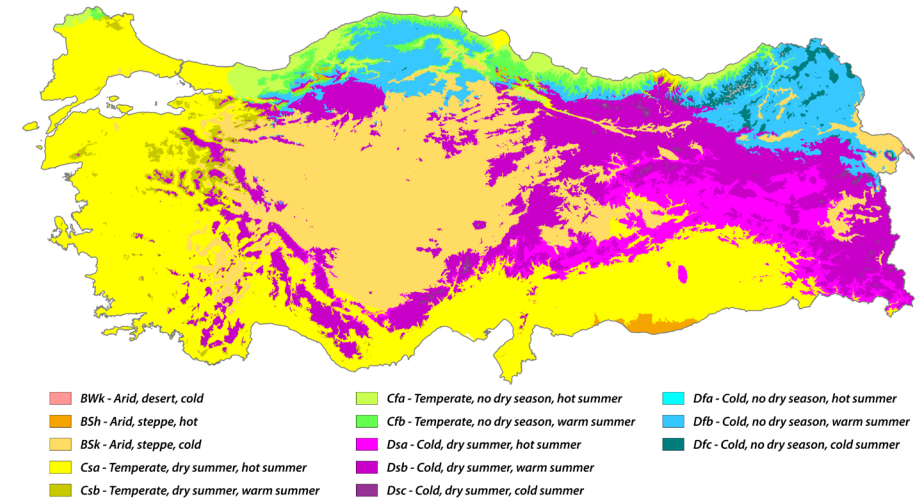 BWk - Arid, desert, cold
BSh - Arid, steppe, hot
BSk - Arid, steppe, cold
Csa - Temperate, dry summer, hot summer
Csb - Temperate, dry summer, warm summer
Cfa - Temperate, no dry season, hot summer
Cfb - Temperate, no dry season, warm summer
Dsa - Cold, dry summer, hot summer
Dsb - Cold, dry summer, warm summer
Dsc - Cold, dry summer, cold summer
Dfa - Cold, no dry season, hot summer
Dfb - Cold, no dry season, warm summer
Dfc - Cold, no dry season, cold summer